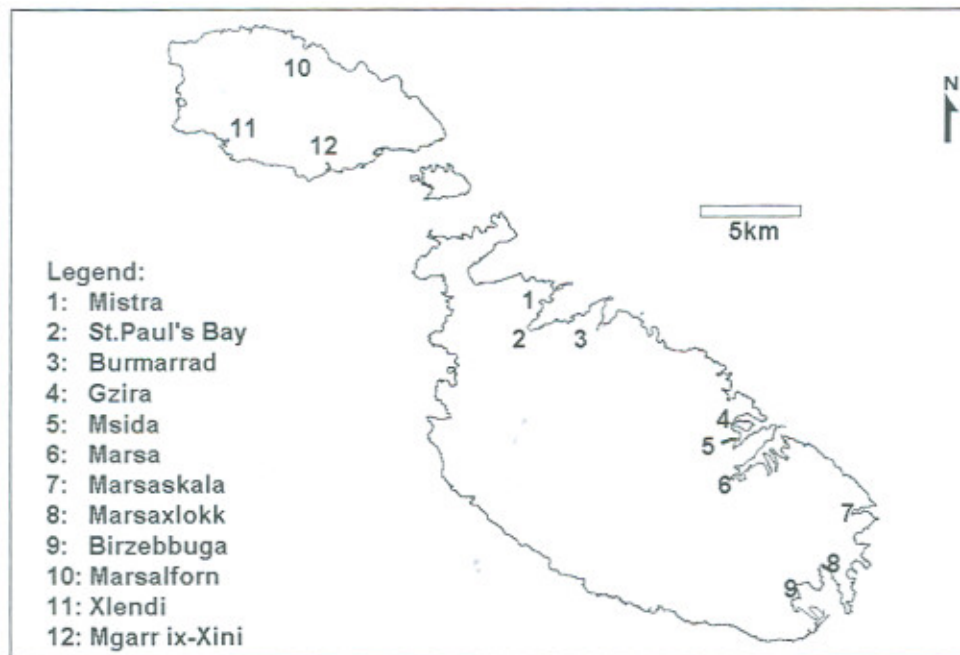 10
N
11
12
5km
Legend:
1: Mistra
2: St.Paul's Bay
3: Burmarrad
4: Gzira
5: Msida
6: Marsa
7: Marsaskala
8: Marsaxlokk
9: Birzebbuga
10: Marsalforn
11: Xlendi
12: Mgarr ix-Xini
1
2
3
4
5
6
7
8
9